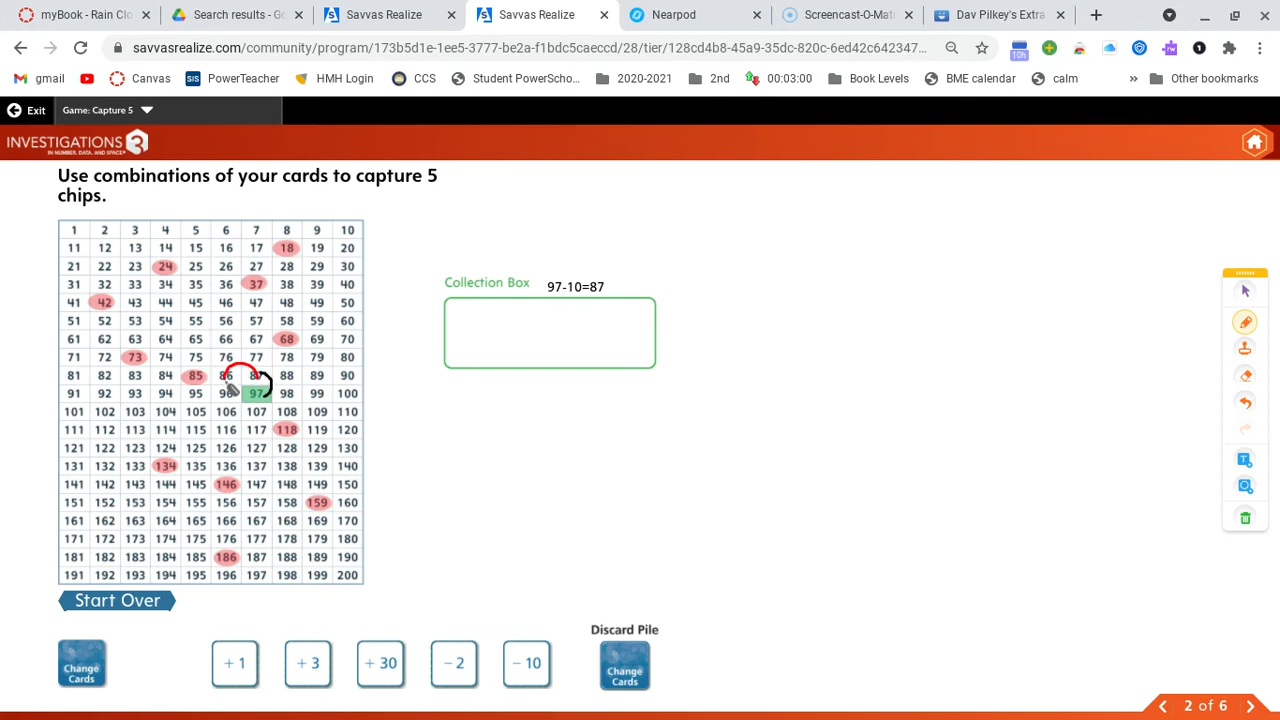 myBook - Rain Clo
Search results - Go
Savvas Realize
Savvas Realize
Nearpod
Screencast-O-Mati
Dav Pilkey's Extra
savvasrealize.com/community/program/173b5d1e-1ee5-3777-be2a-f1bdc5caeccd/28/tier/128cd4b8-45a9-35dc-820c-6ed42c642347...
10h
gmail
Canvas
SIS PowerTeacher
HMH Login
CCS
Student PowerScho...
2020-2021
2nd
00:03:00
Book Levels
BME calendar
calm
Other bookmarks
Exit
Game: Capture 5
INVESTIGATIONS 3
IN NUMBER, DATA, AND SPACE
Use combinations of your cards to capture 5
chips.
1 2 3 4 5 6 7 8 9 10
11 12 13 14 15 16 17 18 19 20
21 22 23 24 25 26 27 28 29 30
31 32 33 34 35 36 37 38 39 40
41 42 43 44 45 46 47 48 49 50
51 52 53 54 55 56 57 58 59 60
61 62 63 64 65 66 67 68 69 70
71 72 73 74 75 76 77 78 79 80
81 82 83 84 85 86 87 88 89 90
91 92 93 94 95 96 97 98 99 100
101 102 103 104 105 106 107 108 109 110
111 112 113 114 115 116 117 118 119 120
121 122 123 124 125 126 127 128 129 130
131 132 133 134 135 136 137 138 139 140
141 142 143 144 145 146 147 148 149 150
151 152 153 154 155 156 157 158 159 160
161 162 163 164 165 166 167 168 169 170
171 172 173 174 175 176 177 178 179 180
181 182 183 184 185 186 187 188 189 190
191 192 193 194 195 196 197 198 199 200
Collection Box 97-10=87
Start Over
Discard Pile
Change
Cards
+ 1
+ 3
+ 30
− 2
− 10
Change
Cards
2 of 6